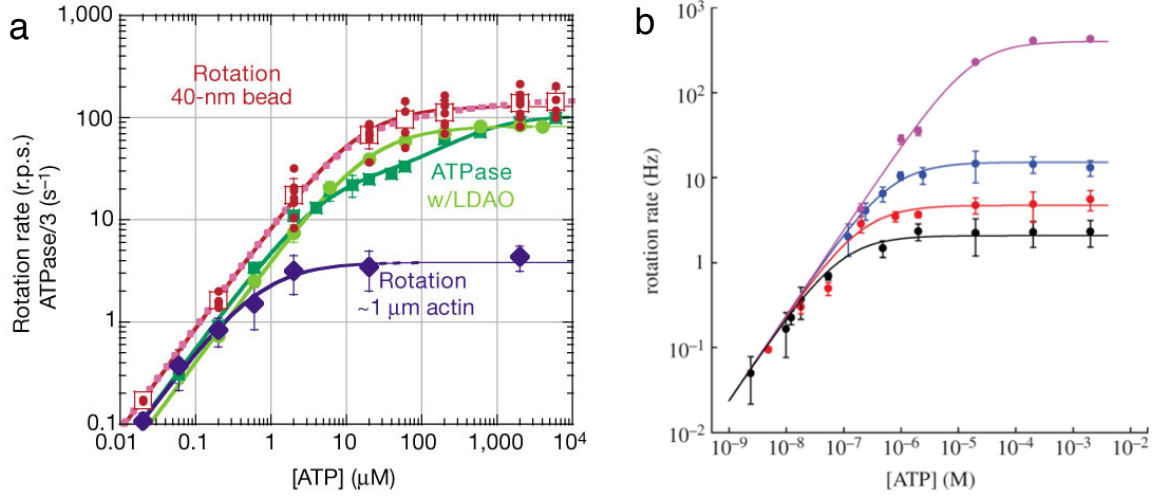 a
1,000
100
10
1
0.1
Rotation rate (r.p.s.)
ATPase/3 (s⁻¹)
Rotation
40-nm bead
ATPase
w/LDAO
Rotation
~1 μm actin
0.01 0.1 1 10 100 1,000 10⁴
[ATP] (μM)
b
10³
10²
10
1
10⁻¹
10⁻²
rotation rate (Hz)
10⁻⁹ 10⁻⁸ 10⁻⁷ 10⁻⁶ 10⁻⁵ 10⁻⁴ 10⁻³ 10⁻²
[ATP] (M)